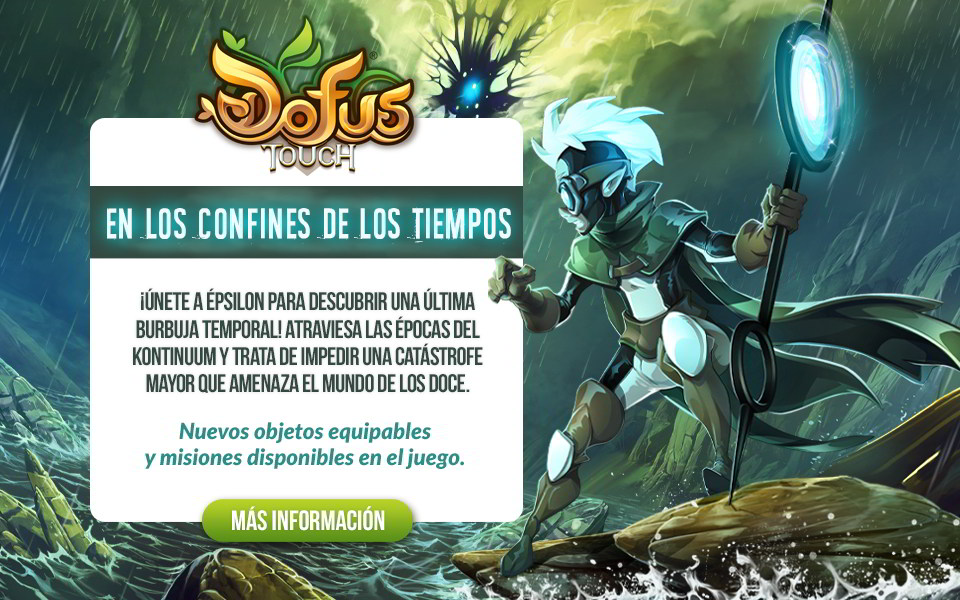 DOFUS
TOUCH
EN LOS CONFINES DE LOS TIEMPOS
¡ÚNETE A ÉPSILON PARA DESCUBRIR UNA ÚLTIMA
BURBUJA TEMPORAL! ATRAVIESA LAS ÉPOCAS DEL
KONTINUUM Y TRATA DE IMPEDIR UNA CATÁSTROFE
MAYOR QUE AMENAZA EL MUNDO DE LOS DOCE.
Nuevos objetos equipables
y misiones disponibles en el juego.
MÁS INFORMACIÓN